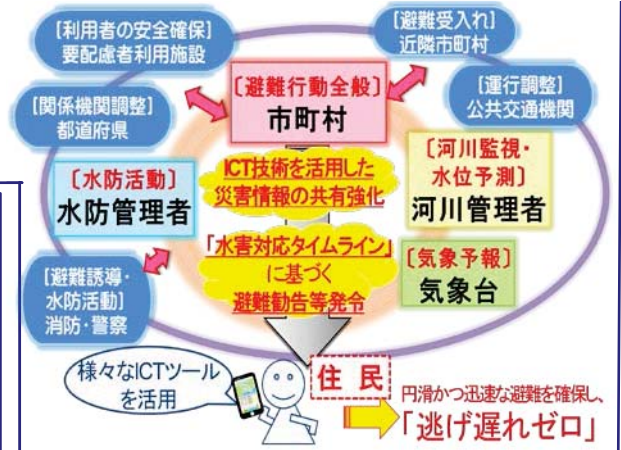 ［利用者の安全確保］
要配慮者利用施設
［避難受入れ］
近隣市町村
［関係機関調整］
都道府県
〔避難行動全般〕
市町村
［運行調整］
公共交通機関
〔水防活動〕
水防管理者
ICT技術を活用した
災害情報の共有強化
〔河川監視・
水位予測〕
河川管理者
［避難誘導・
水防活動］
消防・警察
「水害対応タイムライン」
に基づく
避難勧告等発令
〔気象予報〕
気象台
様々なICTツール
を活用
住 民
円滑かつ迅速な避難を確保し、
「逃げ遅れゼロ」